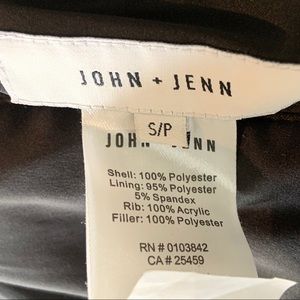 JOHN + JENN
S/P
JOHN + JENN
Shell: 100% Polyester
Lining: 95% Polyester
5% Spandex
Rib: 100% Acrylic
Filler: 100% Polyester
RN # 0103842
CA # 25459